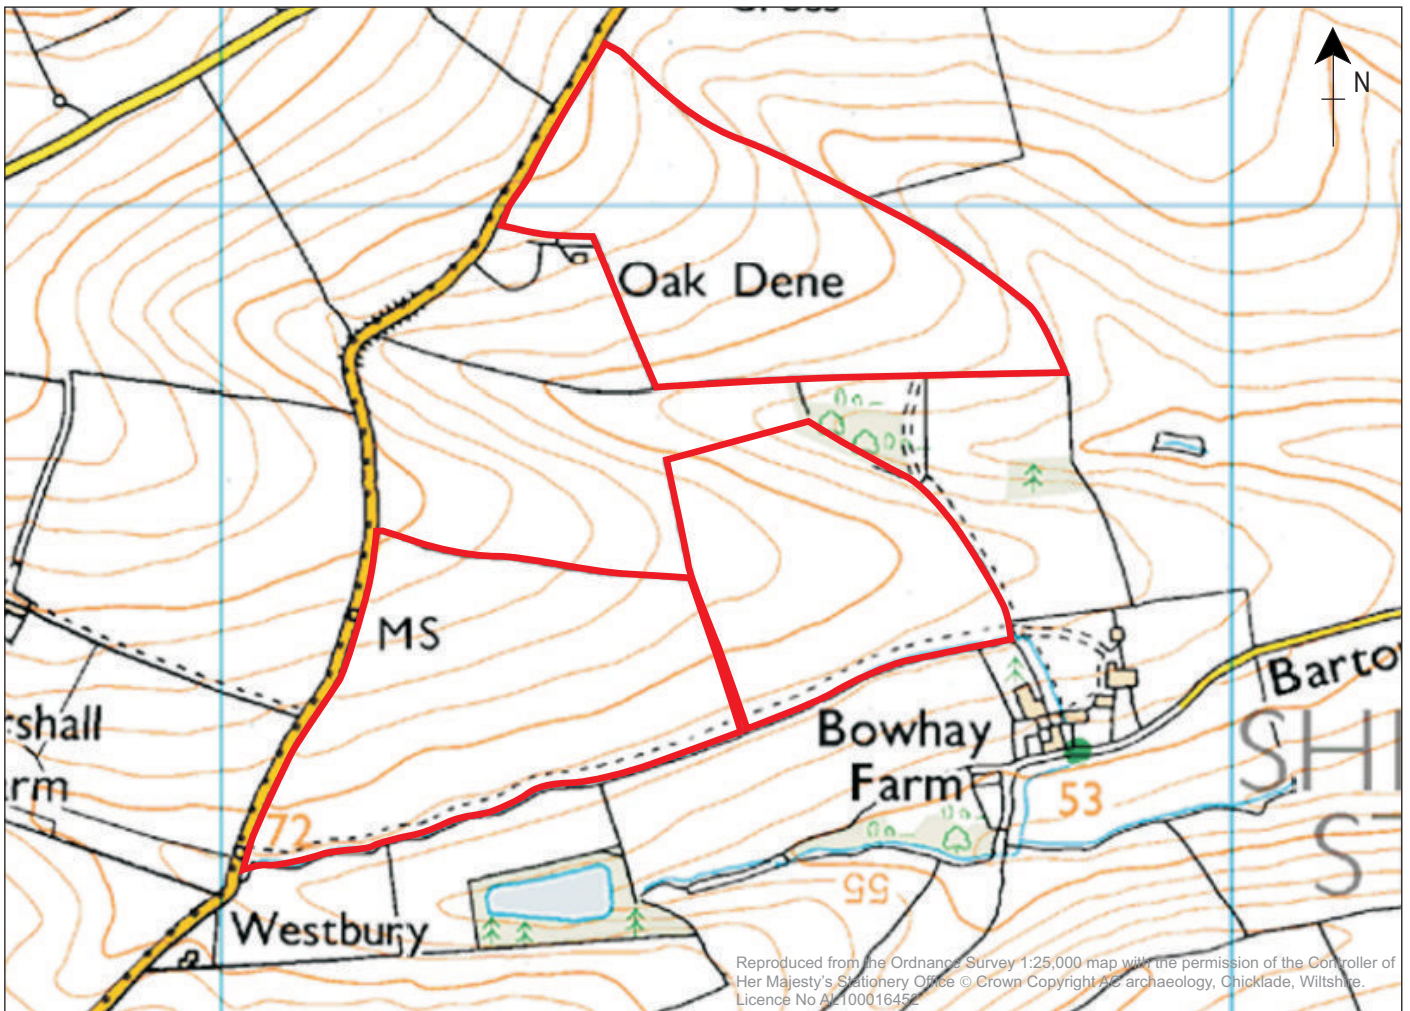 N
Oak Dene
MS
rshall
rm
72
Bowhay
Farm
Barto
53
55
Westbury
Reproduced from the Ordnance Survey 1:25,000 map with the permission of the Controller of
Her Majesty's Stationery Office © Crown Copyright AC archaeology, Chicklade, Wiltshire.
Licence No AL100016452